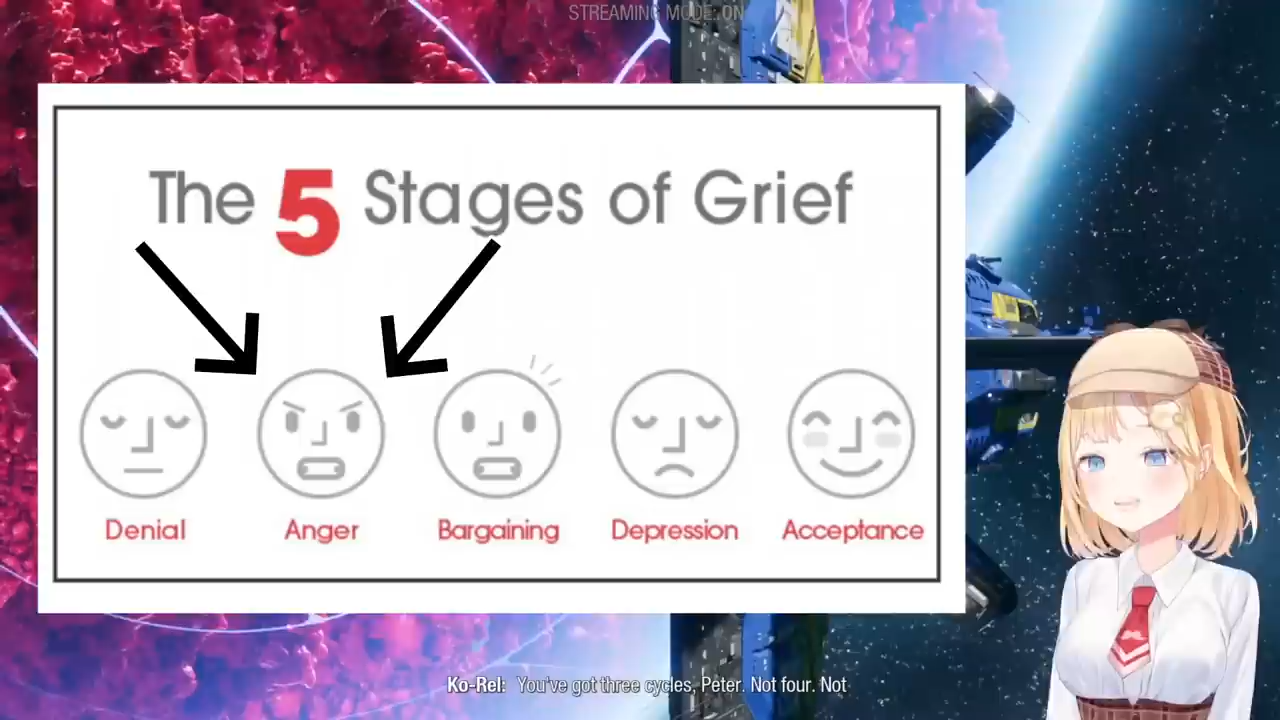 STREAMING MODE: ON
The 5 Stages of Grief
Denial
Anger
Bargaining
Depression
Acceptance
Ko-Rel: You've got three cycles, Peter. Not four. Not